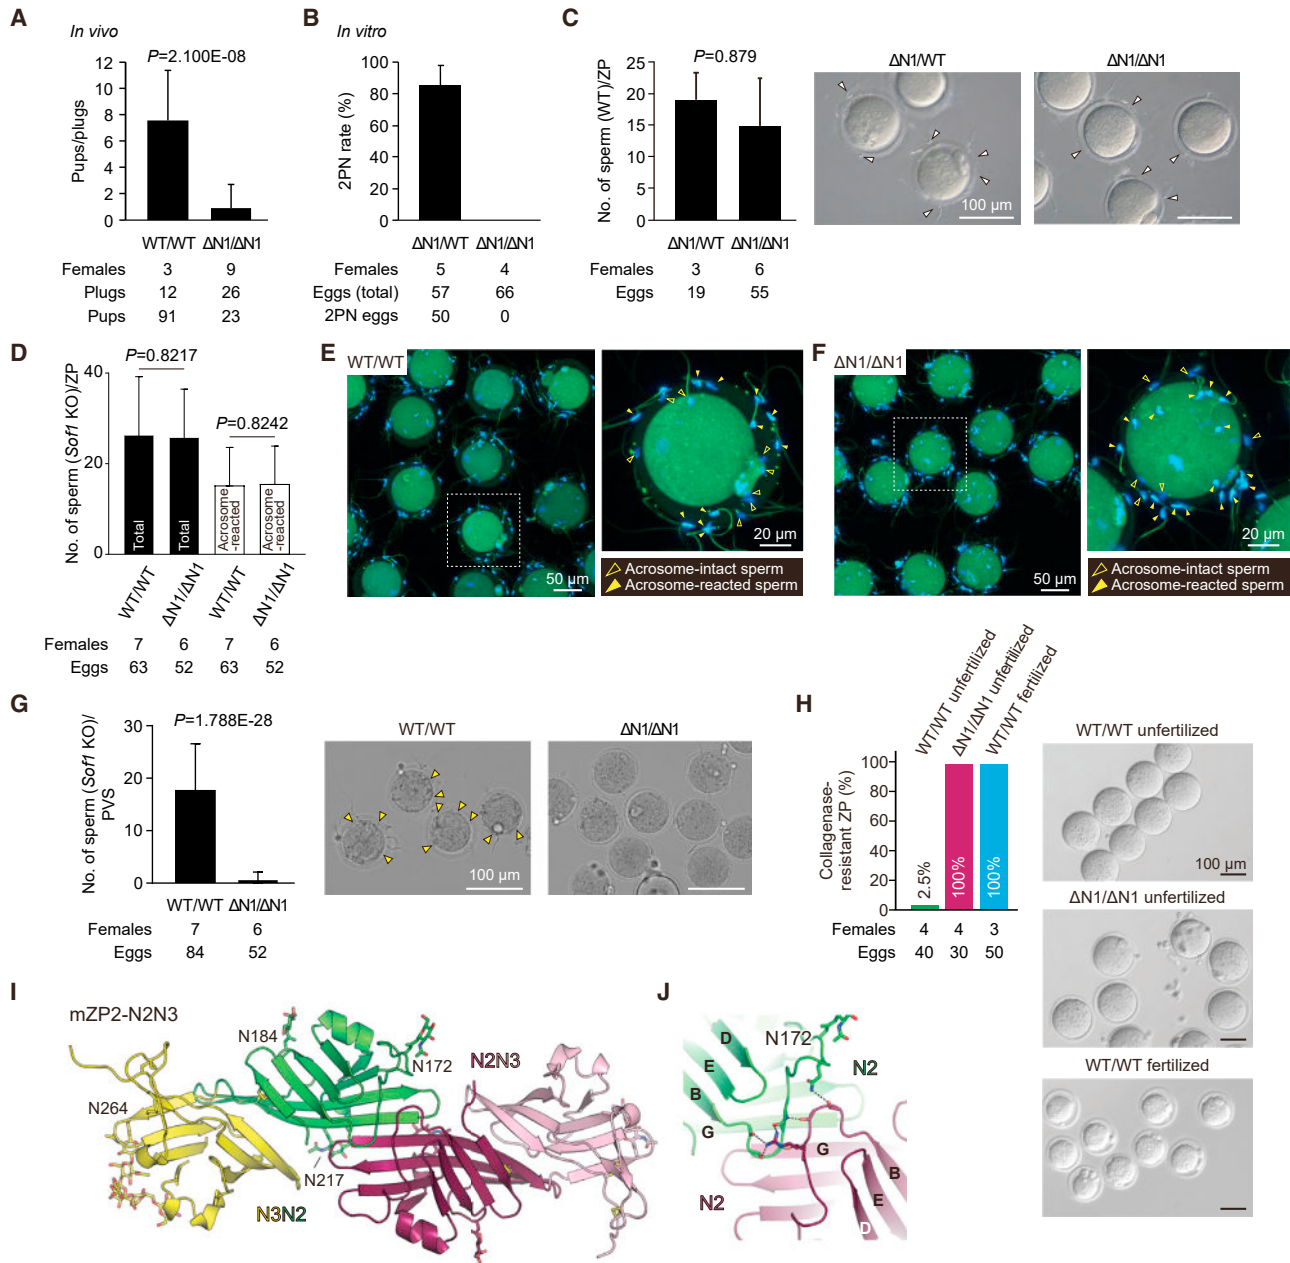 A
In vivo
P=2.100E-08
Pups/plugs
12
10
8
6
4
2
0
WT/WT ΔN1/ΔN1
Females 3 9
Plugs 12 26
Pups 91 23
B
In vitro
2PN rate (%)
100
80
60
40
20
0
ΔN1/WT ΔN1/ΔN1
Females 5 4
Eggs (total) 57 66
2PN eggs 50 0
C
P=0.879
No. of sperm (WT)/ZP
25
20
15
10
5
0
ΔN1/WT ΔN1/ΔN1
Females 3 6
Eggs 19 55
ΔN1/WT
100 µm
ΔN1/ΔN1
D
No. of sperm (Sof1 KO)/ZP
40
20
0
P=0.8217
P=0.8242
Total
Total
Acrosome
-reacted
Acrosome
-reacted
WT/WT
ΔN1/ΔN1
WT/WT
ΔN1/ΔN1
Females 7 6 7 6
Eggs 63 52 63 52
E
WT/WT
50 µm
20 µm
Acrosome-intact sperm
Acrosome-reacted sperm
F
ΔN1/ΔN1
50 µm
20 µm
Acrosome-intact sperm
Acrosome-reacted sperm
G
P=1.788E-28
No. of sperm (Sof1 KO)/
PVS
30
20
10
0
WT/WT ΔN1/ΔN1
Females 7 6
Eggs 84 52
WT/WT
100 µm
ΔN1/ΔN1
H
WT/WT unfertilized
ΔN1/ΔN1 unfertilized
WT/WT fertilized
Collagenase-
resistant ZP (%)
100
80
60
40
20
0
2.5%
100%
100%
Females 4 4 3
Eggs 40 30 50
WT/WT unfertilized
100 µm
ΔN1/ΔN1 unfertilized
WT/WT fertilized
I
mZP2-N2N3
N184
N172
N2N3
N264
N217
N3N2
J
N172
N2
D
E
B
G
G
B
E
D
N2